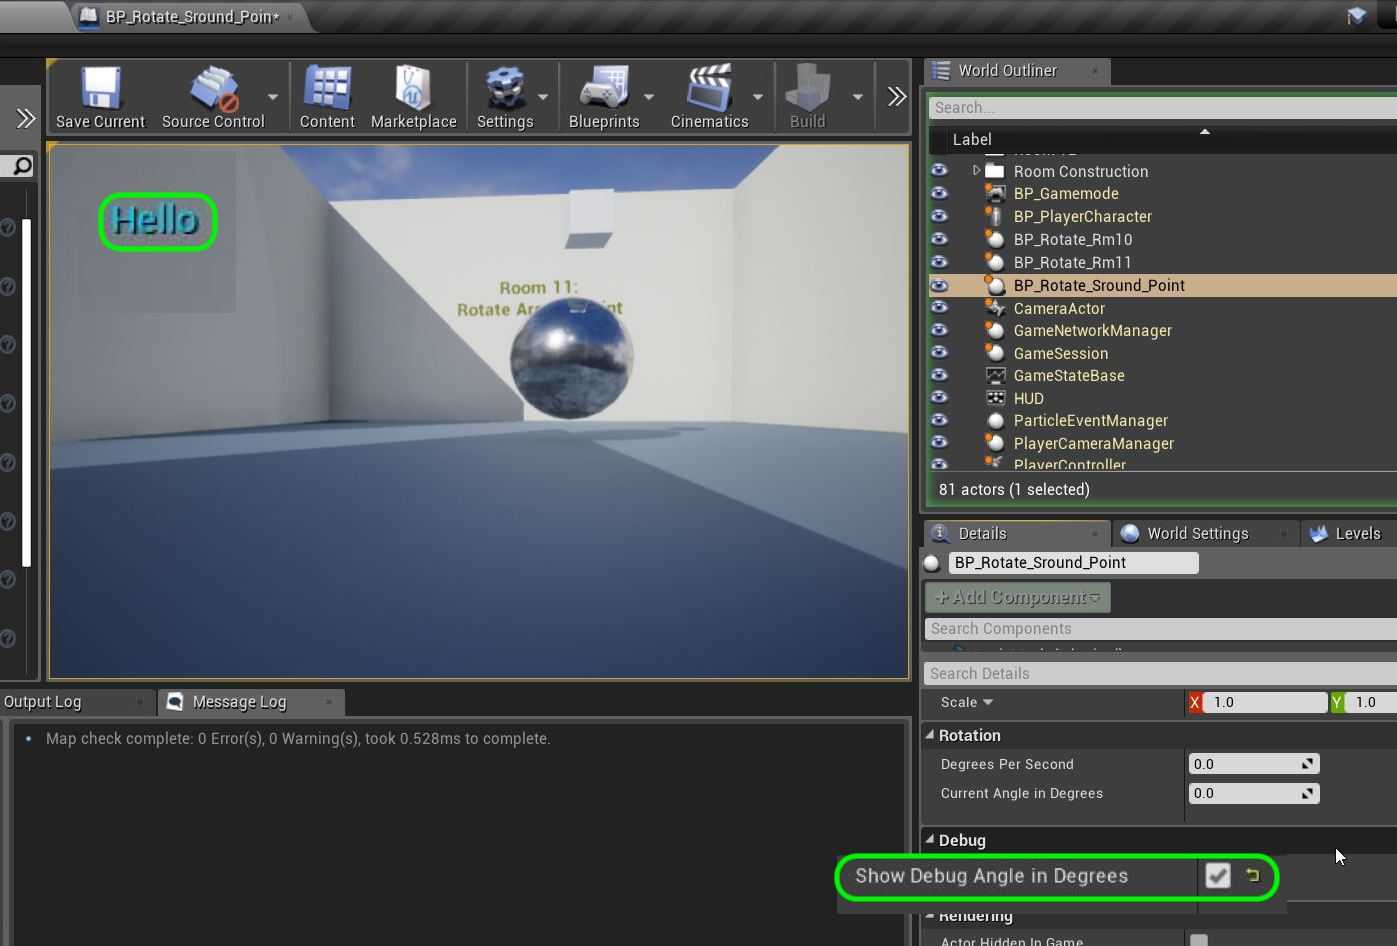 BP_Rotate_Sround_Poin*
Save Current
Source Control
Content
Marketplace
Settings
Blueprints
Cinematics
Build
Hello
Room 11:
Rotate
Output Log
Message Log
Map check complete: 0 Error(s), 0 Warning(s), took 0.528ms to complete.
World Outliner
Search...
Label
Room Construction
BP_Gamemode
BP_PlayerCharacter
BP_Rotate_Rm10
BP_Rotate_Rm11
BP_Rotate_Sround_Point
CameraActor
GameNetworkManager
GameSession
GameStateBase
HUD
ParticleEventManager
PlayerCameraManager
PlayerController
81 actors (1 selected)
Details
World Settings
Levels
BP_Rotate_Sround_Point
+ Add Component
Search Components
Search Details
Scale X 1.0 Y 1.0
Rotation
Degrees Per Second 0.0
Current Angle in Degrees 0.0
Debug
Show Debug Angle in Degrees
Rendering
Actor Hidden In Game